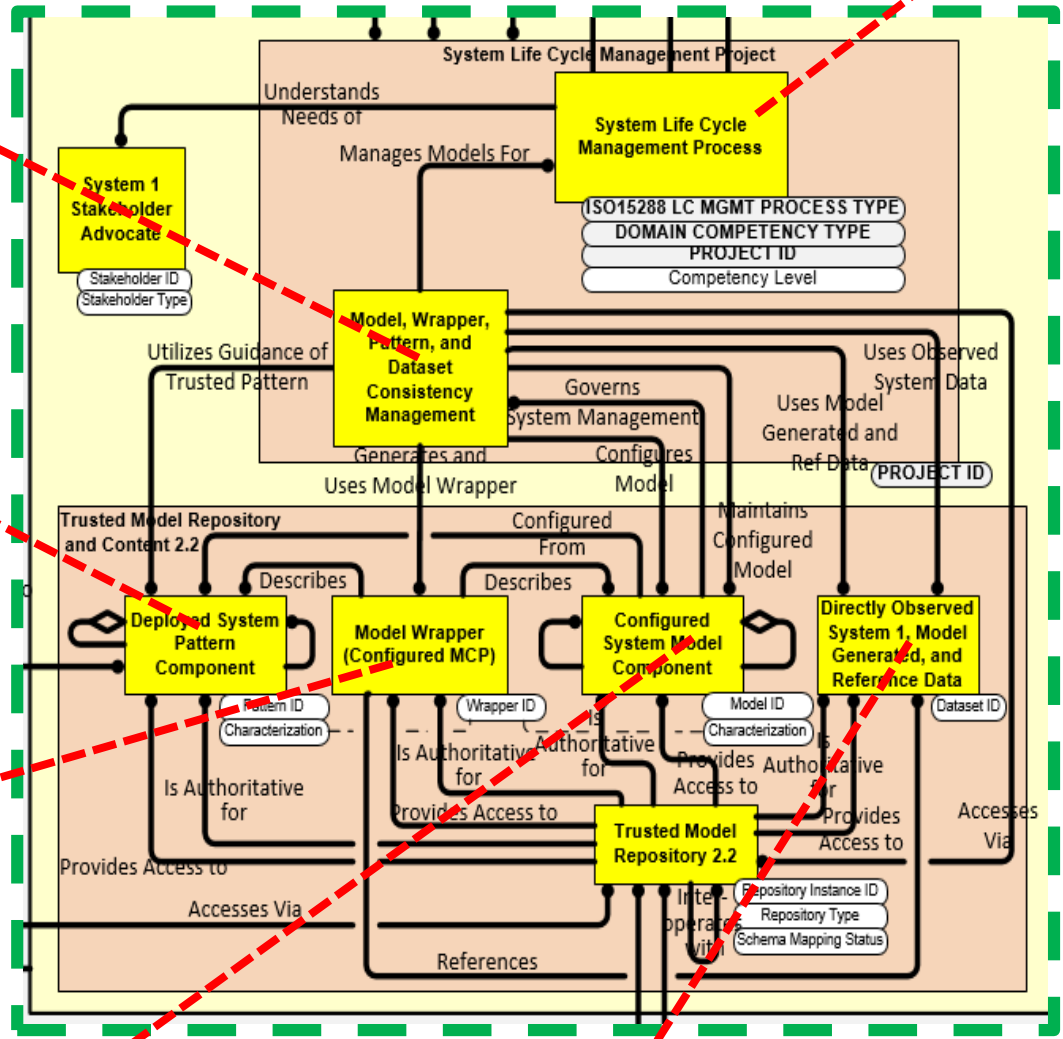 System Life Cycle Management Project
Understands
Needs of
System Life Cycle
Management Process
Manages Models For
System 1
Stakeholder
Advocate
ISO15288 LC MGMT PROCESS TYPE
DOMAIN COMPETENCY TYPE
PROJECT ID
Competency Level
Stakeholder ID
Stakeholder Type
Model, Wrapper,
Pattern, and
Dataset
Consistency
Management
Utilizes Guidance of
Trusted Pattern
Uses Observed
System Data
Governs
System Management
Uses Model
Generated and
Ref Data
Generates and
Uses Model Wrapper
Configures
Model
PROJECT ID
Trusted Model Repository
and Content 2.2
Configured
From
Maintains
Configured
Model
Describes
Describes
Deployed System
Pattern
Component
Model Wrapper
(Configured MCP)
Configured
System Model
Component
Directly Observed
System 1, Model
Generated, and
Reference Data
Pattern ID
Characterization
Wrapper ID
Model ID
Characterization
Dataset ID
Is Authoritative
for
Is Authoritative
for
Is
Authoritative
for
Provides
Access to
Is
Authoritative
for
Provides Access to
Provides
Access to
Accesses
Via
Trusted Model
Repository 2.2
Provides Access to
Repository Instance ID
Repository Type
Schema Mapping Status
Inter-
operates
with
Accesses Via
References